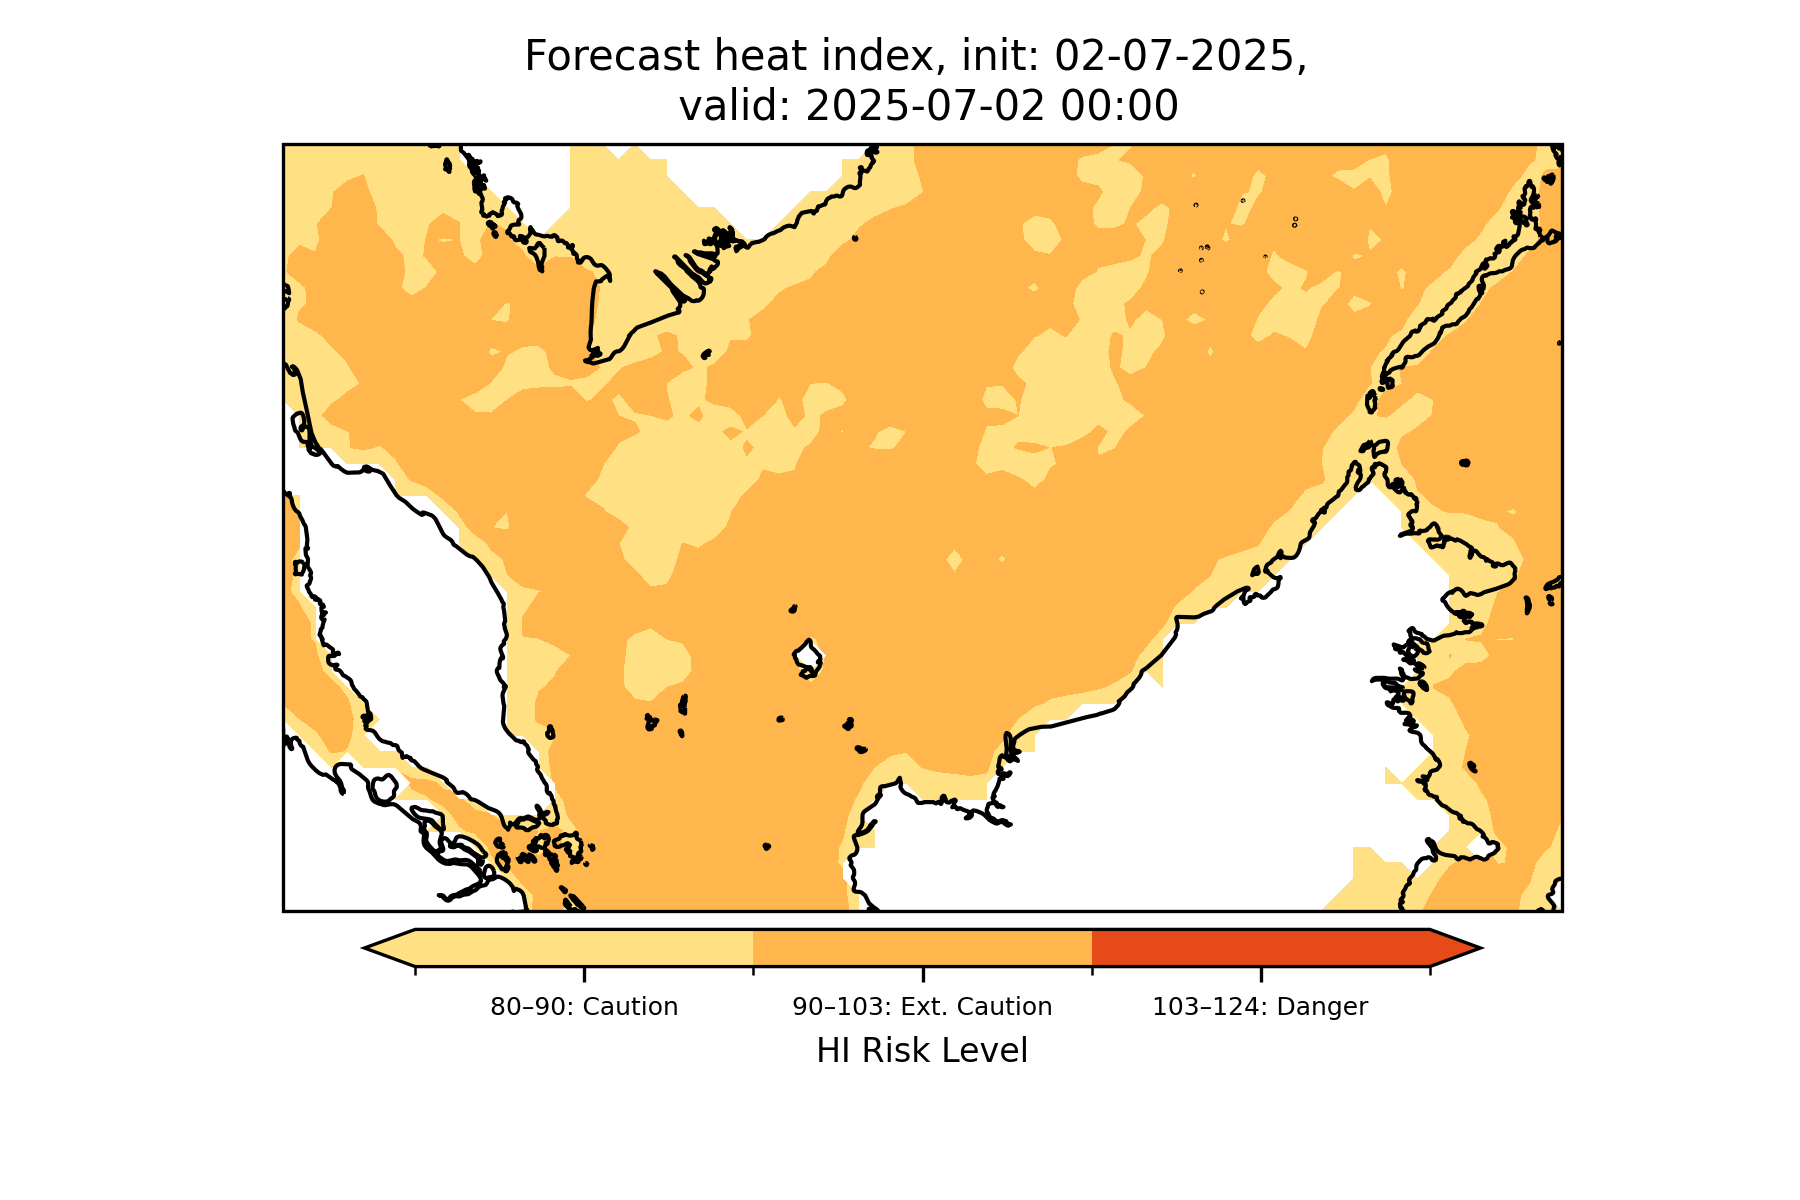 Forecast heat index, init: 02-07-2025,
valid: 2025-07-02 00:00
80–90: Caution
90–103: Ext. Caution
103–124: Danger
HI Risk Level